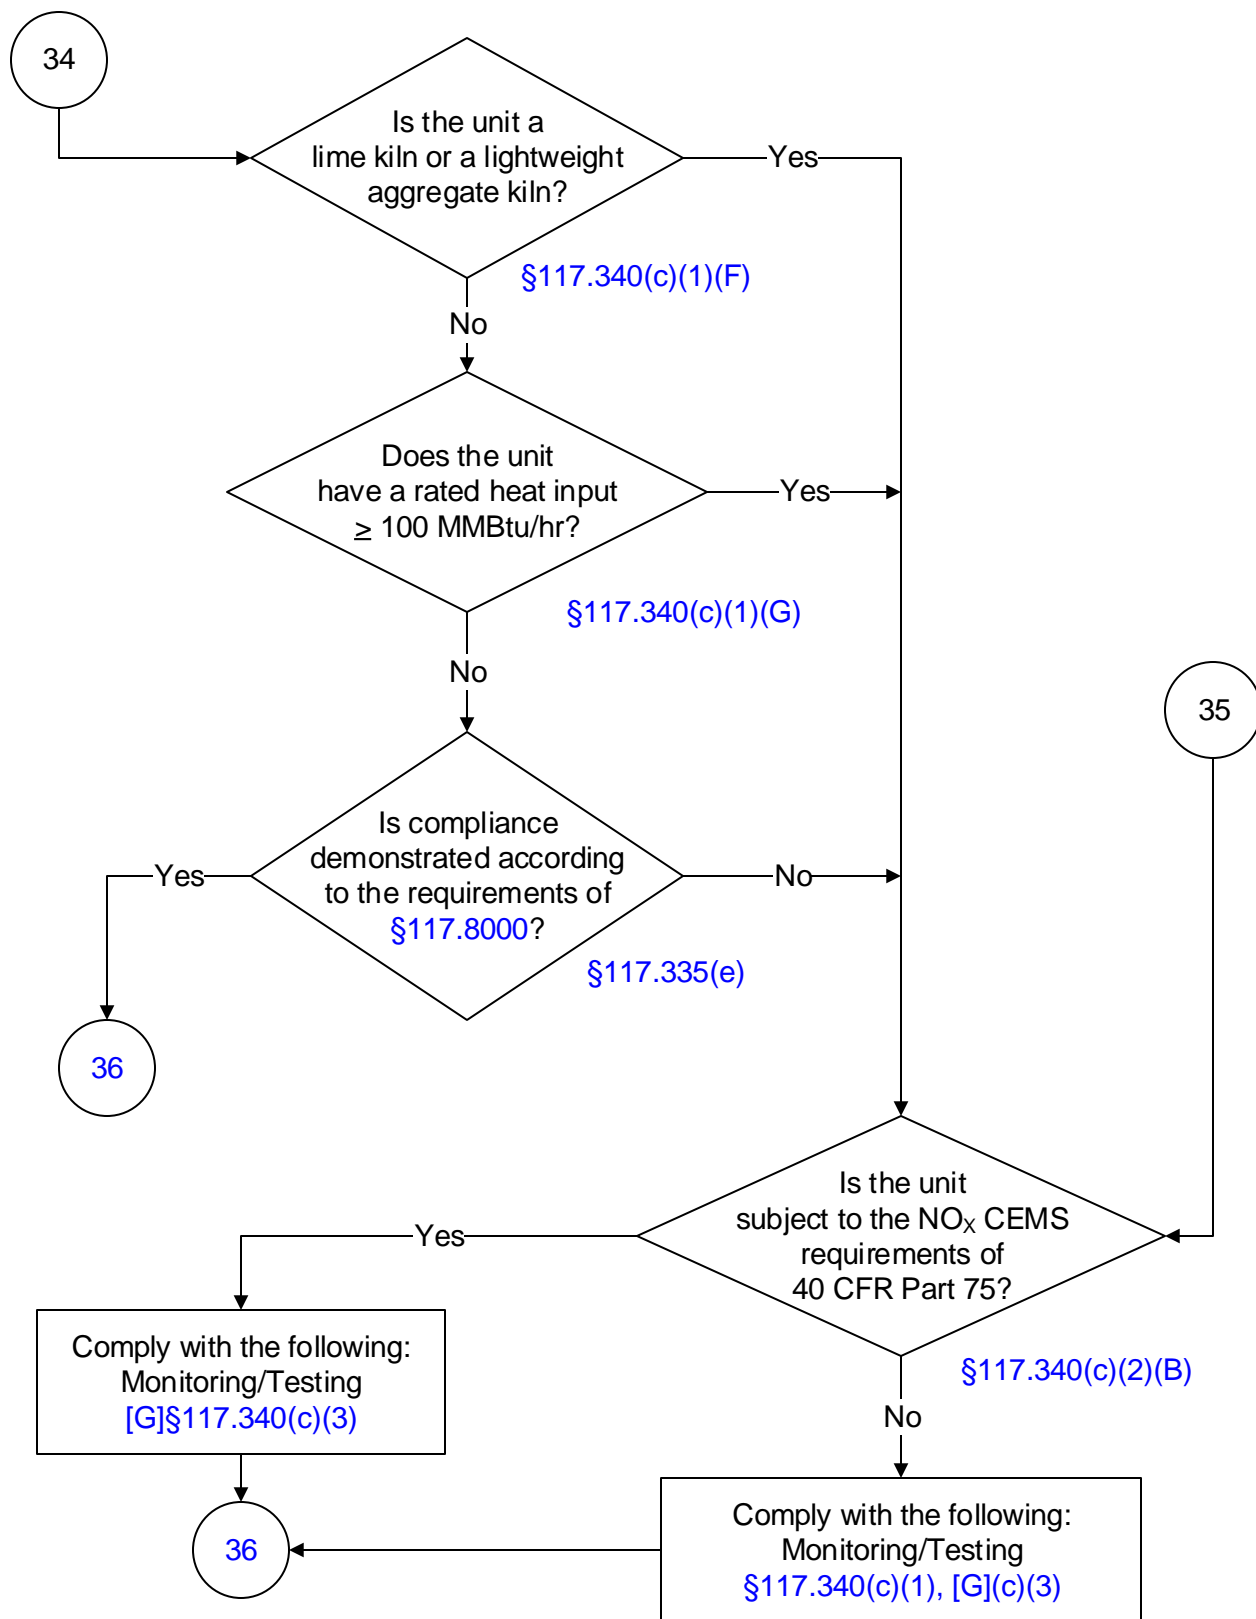 34
Is the unit a
lime kiln or a lightweight
aggregate kiln?
Yes
§117.340(c)(1)(F)
No
Does the unit
have a rated heat input
≥ 100 MMBtu/hr?
Yes
§117.340(c)(1)(G)
No
35
Is compliance
demonstrated according
to the requirements of
§117.8000?
Yes
No
§117.335(e)
36
Is the unit
subject to the NOX CEMS
requirements of
40 CFR Part 75?
Yes
§117.340(c)(2)(B)
No
Comply with the following:
Monitoring/Testing
[G]§117.340(c)(3)
Comply with the following:
Monitoring/Testing
§117.340(c)(1), [G](c)(3)
36